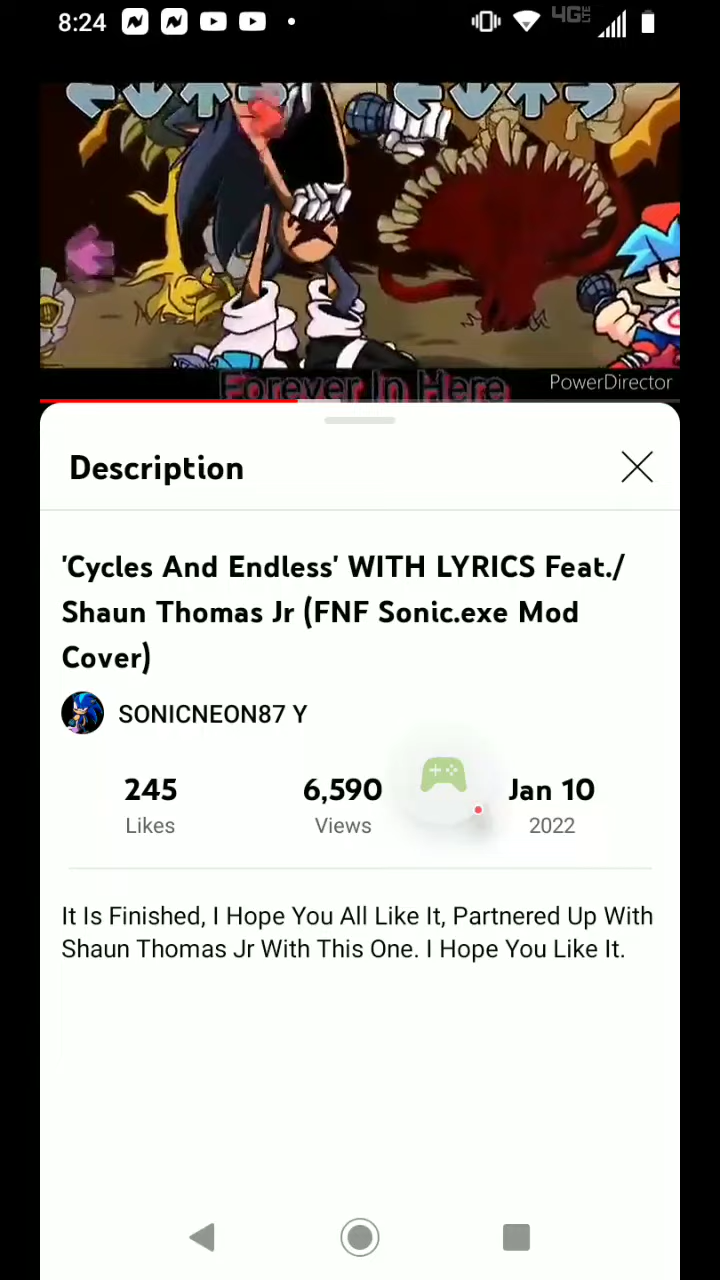 8:24
4G LTE
Forever In Here
PowerDirector
Description
'Cycles And Endless' WITH LYRICS Feat./
Shaun Thomas Jr (FNF Sonic.exe Mod
Cover)
SONICNEON87 Y
245
6,590
Jan 10
Likes
Views
2022
It Is Finished, I Hope You All Like It, Partnered Up With
Shaun Thomas Jr With This One. I Hope You Like It.